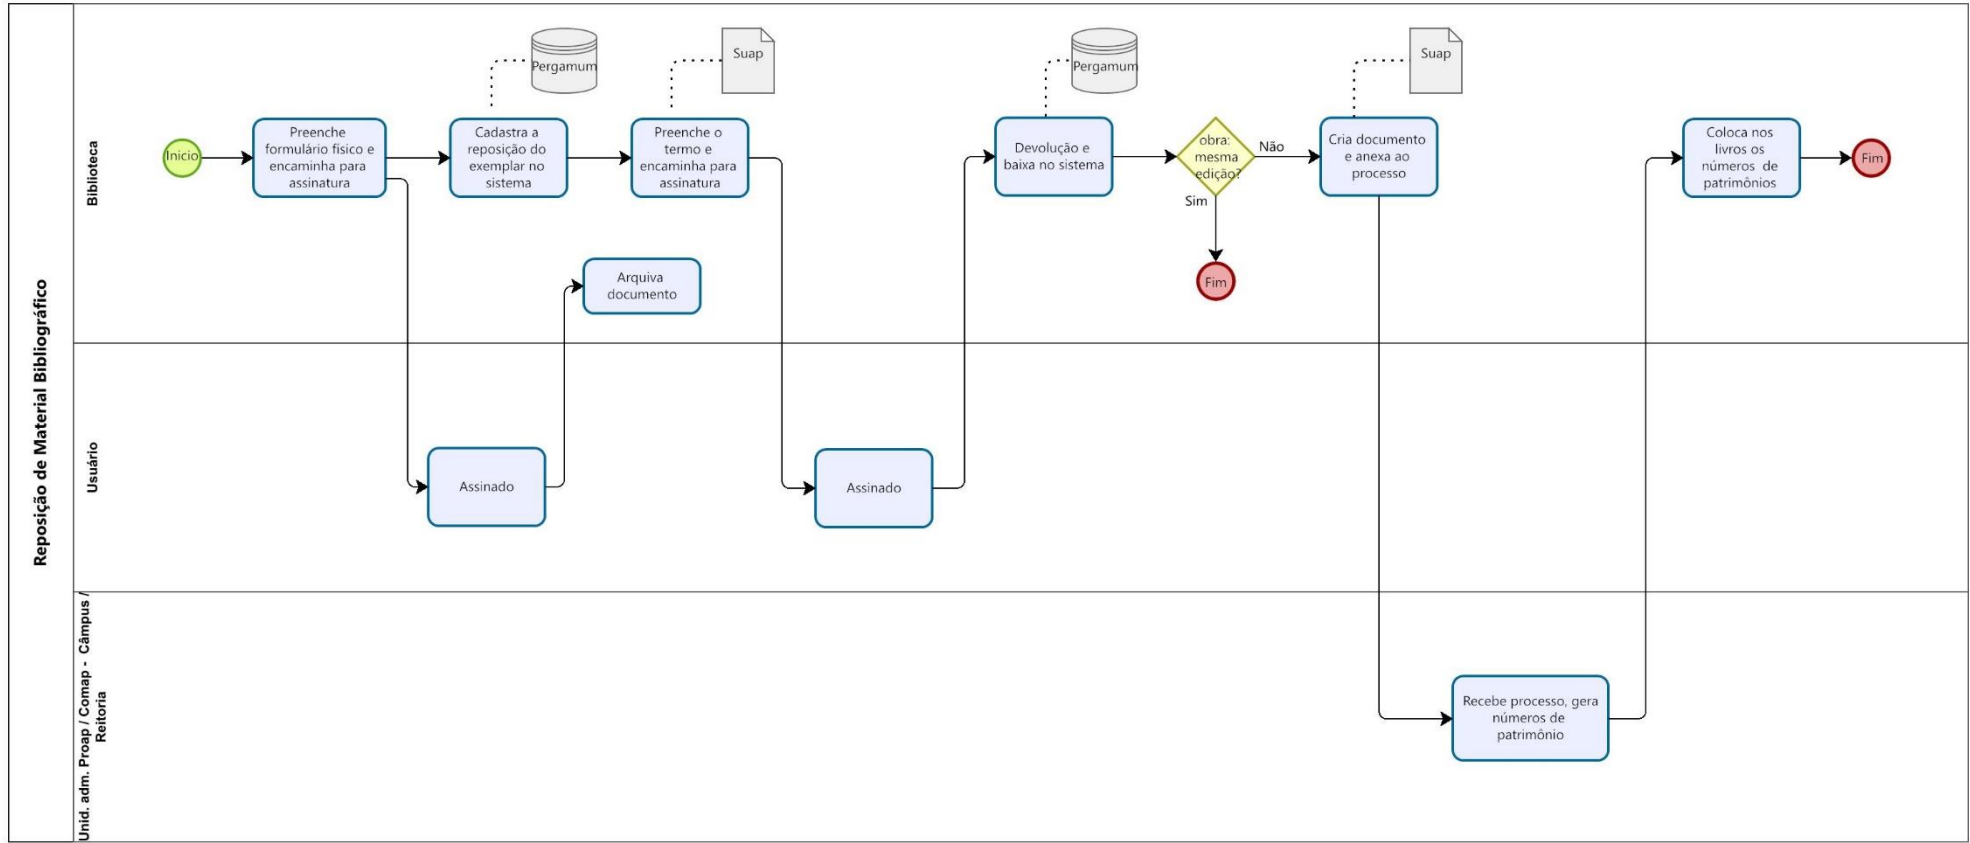 Reposição de Material Bibliográfico
Biblioteca
Inicio
Preenche
formulário físico e
encaminha para
assinatura
Pergamum
Cadastra a
reposição do
exemplar no
sistema
Suap
Preenche o
termo e
encaminha para
assinatura
Arquiva
documento
Pergamum
Devolução e
baixa no sistema
obra:
mesma
edição?
Não
Sim
Fim
Suap
Cria documento
e anexa ao
processo
Coloca nos
livros os
números de
patrimônios
Fim
Usuário
Assinado
Assinado
Unid. adm. Proap / Comap - Câmpus /
Reitoria
Recebe processo, gera
números de
patrimônio